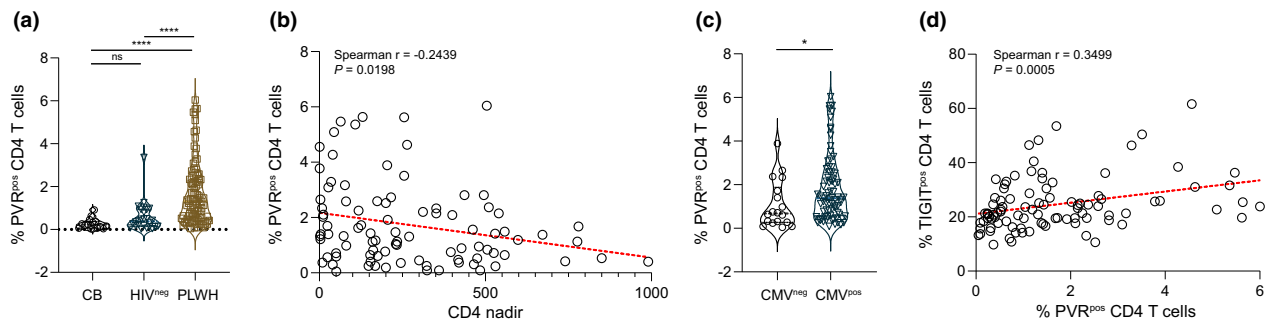 (a)
% PVRpos CD4 T cells
8
6
4
2
0
-2
****
****
ns
CB HIVneg PLWH
(b)
% PVRpos CD4 T cells
8
6
4
2
0
Spearman r = -0.2439
P = 0.0198
0 500 1000
CD4 nadir
(c)
% PVRpos CD4 T cells
8
6
4
2
0
-2
*
CMVneg CMVpos
(d)
% TIGITpos CD4 T cells
80
60
40
20
0
Spearman r = 0.3499
P = 0.0005
0 2 4 6
% PVRpos CD4 T cells